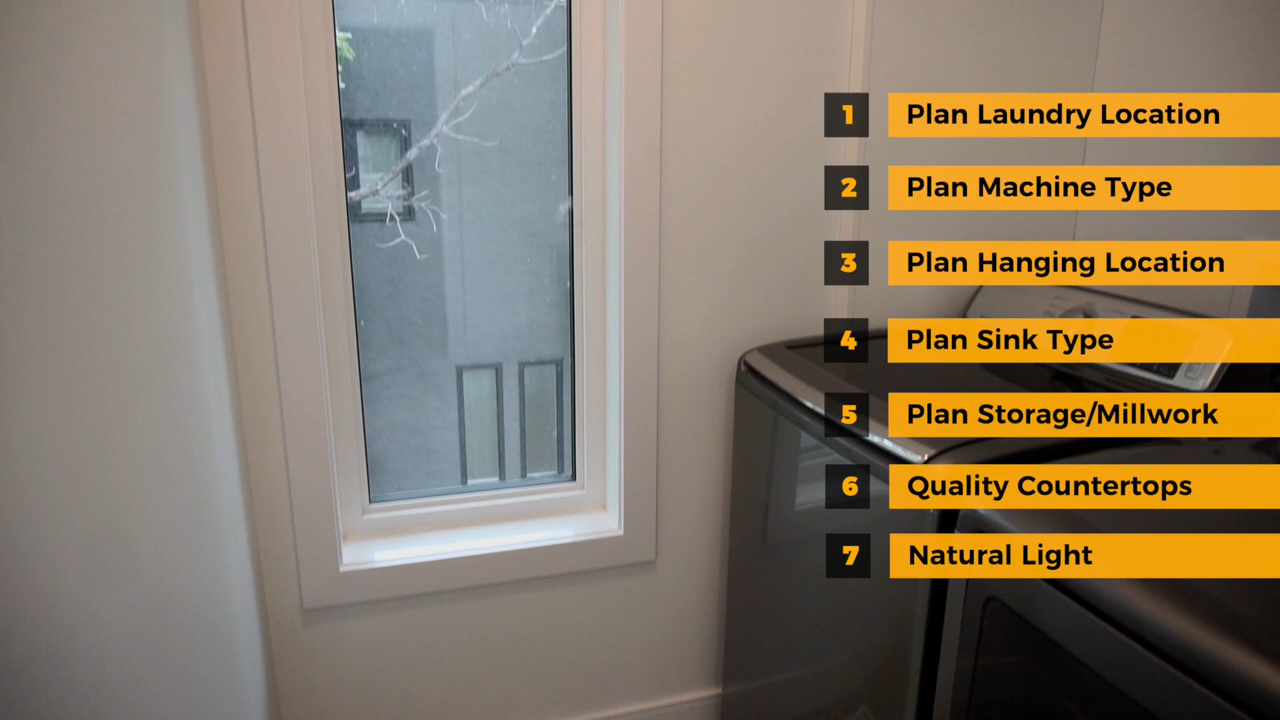 1 Plan Laundry Location
2 Plan Machine Type
3 Plan Hanging Location
4 Plan Sink Type
5 Plan Storage/Millwork
6 Quality Countertops
7 Natural Light